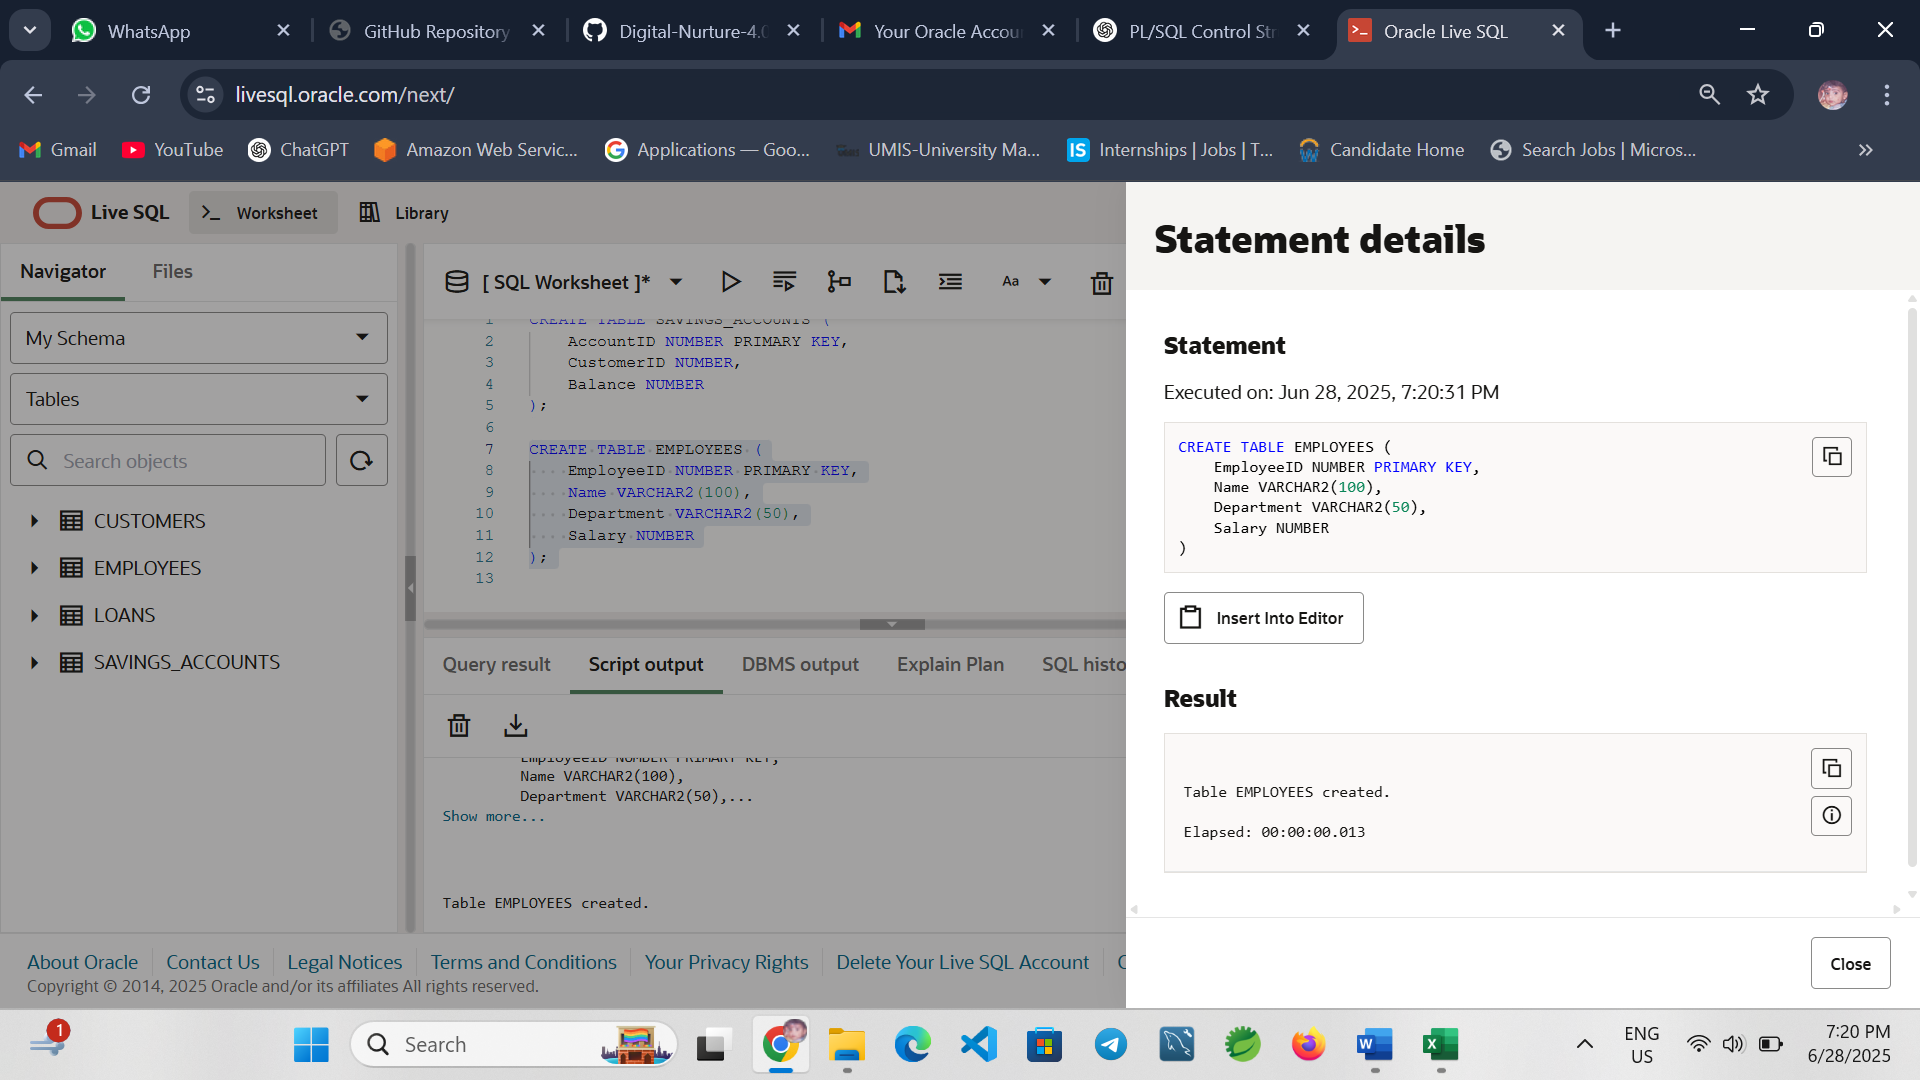 WhatsApp
GitHub Repository
Digital-Nurture-4.0
Your Oracle Accou
PL/SQL Control Str
Oracle Live SQL
livesql.oracle.com/next/
Gmail
YouTube
ChatGPT
Amazon Web Servic...
Applications — Goo...
UMIS-University Ma...
IS
Internships | Jobs | T...
Candidate Home
Search Jobs | Micros...
Live SQL
Worksheet
Library
Navigator
Files
My Schema
Tables
Search objects
CUSTOMERS
EMPLOYEES
LOANS
SAVINGS_ACCOUNTS
[ SQL Worksheet ]*
Aa
1 CREATE TABLE SAVINGS_ACCOUNTS (
2 AccountID NUMBER PRIMARY KEY,
3 CustomerID NUMBER,
4 Balance NUMBER
5 );
6
7 CREATE TABLE EMPLOYEES (
8 EmployeeID NUMBER PRIMARY KEY,
9 Name VARCHAR2(100),
10 Department VARCHAR2(50),
11 Salary NUMBER
12 );
13
Query result
Script output
DBMS output
Explain Plan
SQL histo
EmployeeID NUMBER PRIMARY KEY,
Name VARCHAR2(100),
Department VARCHAR2(50),...
Show more...
Table EMPLOYEES created.
Statement details
Statement
Executed on: Jun 28, 2025, 7:20:31 PM
CREATE TABLE EMPLOYEES (
EmployeeID NUMBER PRIMARY KEY,
Name VARCHAR2(100),
Department VARCHAR2(50),
Salary NUMBER
)
Insert Into Editor
Result
Table EMPLOYEES created.
Elapsed: 00:00:00.013
Close
About Oracle
Contact Us
Legal Notices
Terms and Conditions
Your Privacy Rights
Delete Your Live SQL Account
Copyright © 2014, 2025 Oracle and/or its affiliates All rights reserved.
1
Search
W
X
ENG
US
7:20 PM
6/28/2025